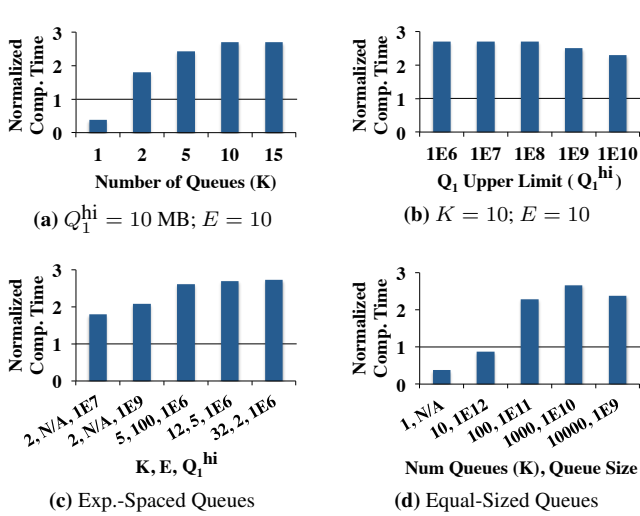 Normalized
Comp. Time
3
2
1
0
1 2 5 10 15
Number of Queues (K)
(a) Q₁ʰⁱ = 10 MB; E = 10
Normalized
Comp. Time
3
2
1
0
1E6 1E7 1E8 1E9 1E10
Q₁ Upper Limit ( Q₁ʰⁱ)
(b) K = 10; E = 10
Normalized
Comp. Time
3
2
1
0
2, N/A, 1E7
2, N/A, 1E9
5, 100, 1E6
12, 5, 1E6
32, 2, 1E6
K, E, Q₁ʰⁱ
(c) Exp.-Spaced Queues
Normalized
Comp. Time
3
2
1
0
1, N/A
10, 1E12
100, 1E11
1000, 1E10
10000, 1E9
Num Queues (K), Queue Size
(d) Equal-Sized Queues